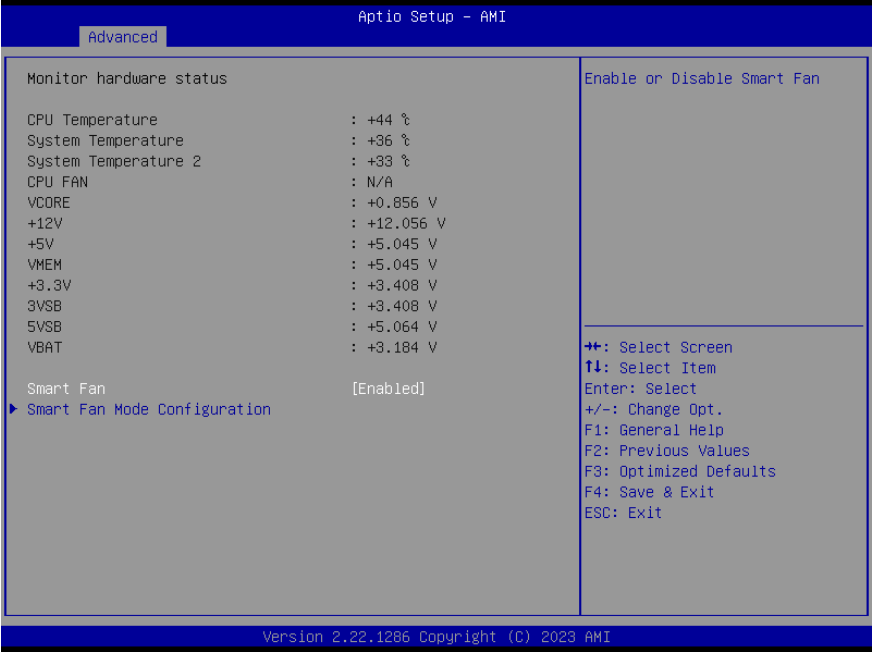 Aptio Setup – AMI
Advanced
Monitor hardware status
CPU Temperature : +44 ℃
System Temperature : +36 ℃
System Temperature 2 : +33 ℃
CPU FAN : N/A
VCORE : +0.856 V
+12V : +12.056 V
+5V : +5.045 V
VMEM : +5.045 V
+3.3V : +3.408 V
3VSB : +3.408 V
5VSB : +5.064 V
VBAT : +3.184 V
Smart Fan [Enabled]
Smart Fan Mode Configuration
Enable or Disable Smart Fan
→←: Select Screen
↑↓: Select Item
Enter: Select
+/-: Change Opt.
F1: General Help
F2: Previous Values
F3: Optimized Defaults
F4: Save & Exit
ESC: Exit
Version 2.22.1286 Copyright (C) 2023 AMI